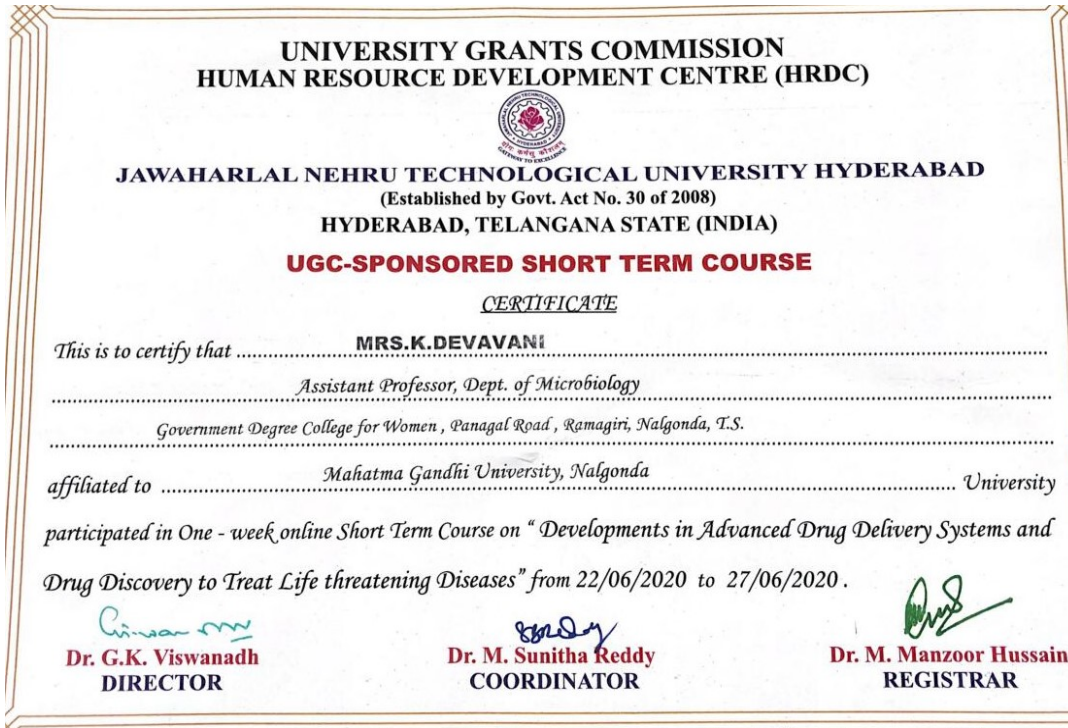 UNIVERSITY GRANTS COMMISSION
HUMAN RESOURCE DEVELOPMENT CENTRE (HRDC)
JAWAHARLAL NEHRU TECHNOLOGICAL UNIVERSITY HYDERABAD
(Established by Govt. Act No. 30 of 2008)
HYDERABAD, TELANGANA STATE (INDIA)
UGC-SPONSORED SHORT TERM COURSE
CERTIFICATE
This is to certify that MRS.K.DEVAVANI
Assistant Professor, Dept. of Microbiology
Government Degree College for Women , Panagal Road , Ramagiri, Nalgonda, T.S.
affiliated to Mahatma Gandhi University, Nalgonda University
participated in One - week online Short Term Course on “ Developments in Advanced Drug Delivery Systems and
Drug Discovery to Treat Life threatening Diseases” from 22/06/2020 to 27/06/2020 .
Dr. G.K. Viswanadh Dr. M. Sunitha Reddy Dr. M. Manzoor Hussain
DIRECTOR COORDINATOR REGISTRAR